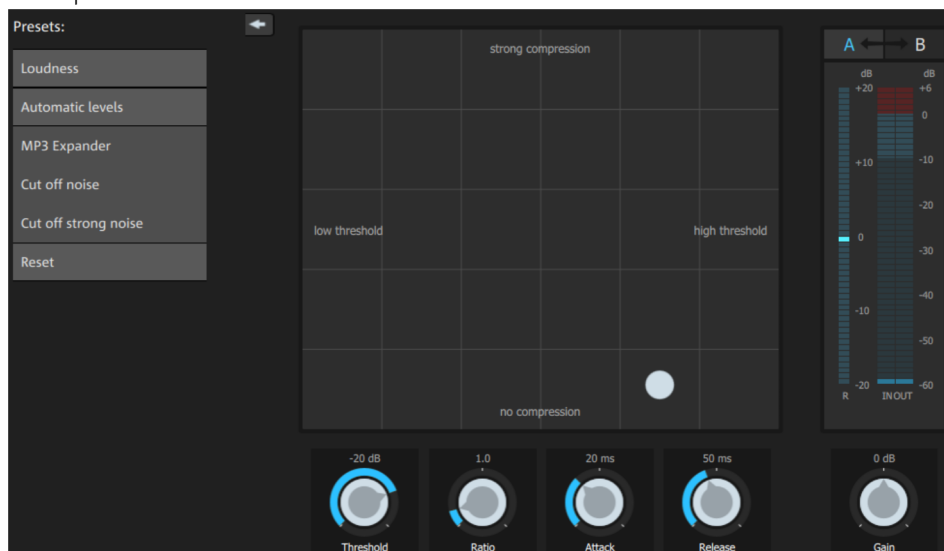 Presets:
Loudness
Automatic levels
MP3 Expander
Cut off noise
Cut off strong noise
Reset
strong compression
low threshold
high threshold
no compression
A
B
dB
dB
+20
+6
0
+10
-10
-20
0
-30
-10
-40
-50
-20
-60
R
IN OUT
-20 dB
1.0
20 ms
50 ms
0 dB
Threshold
Ratio
Attack
Release
Gain